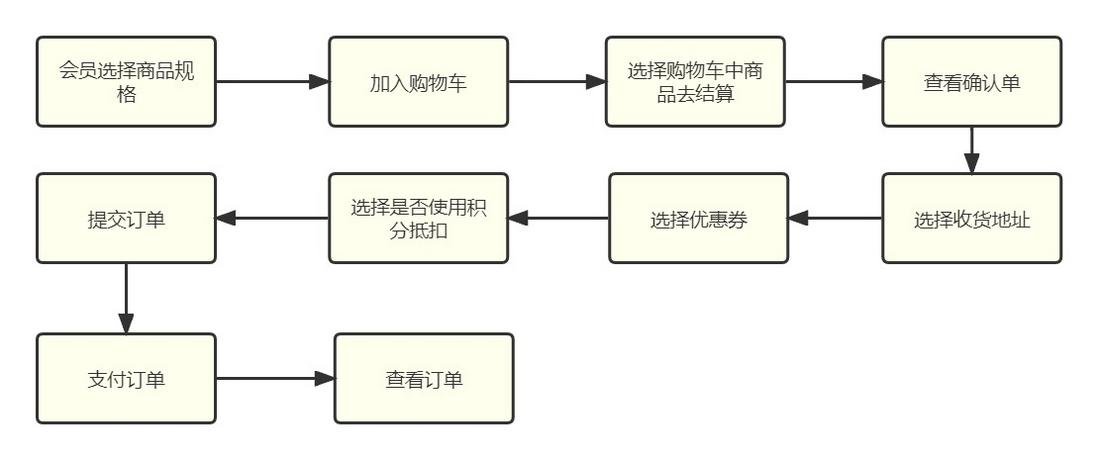 会员选择商品规
格
加入购物车
选择购物车中商
品去结算
查看确认单
选择收货地址
选择优惠券
选择是否使用积
分抵扣
提交订单
支付订单
查看订单